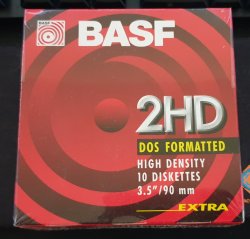 BASF
BASF
2HD
DOS FORMATTED
HIGH DENSITY
10 DISKETTES
3.5"/90 mm
EXTRA